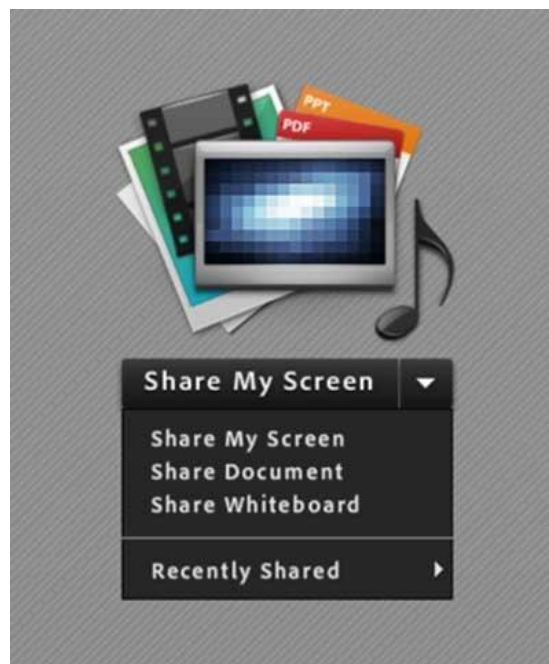 PPT
PDF
Share My Screen
Share My Screen
Share Document
Share Whiteboard
Recently Shared